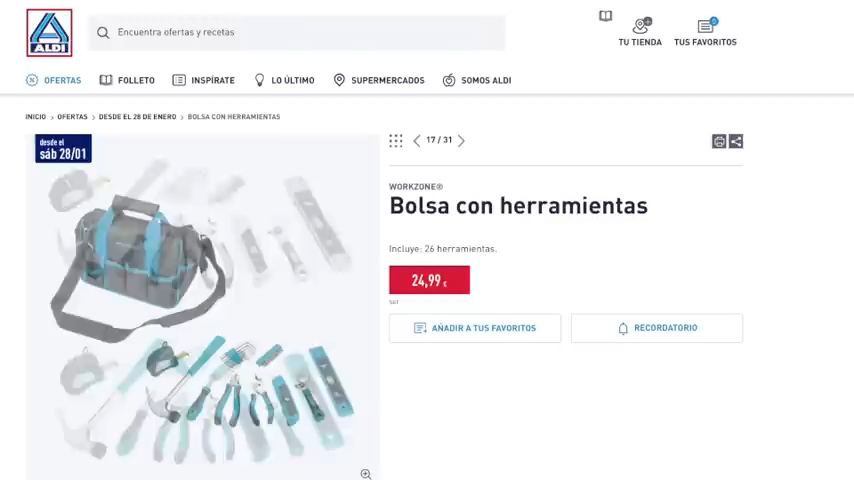 ALDI
Encuentra ofertas y recetas
TU TIENDA
TUS FAVORITOS
OFERTAS
FOLLETO
INSPÍRATE
LO ÚLTIMO
SUPERMERCADOS
SOMOS ALDI
INICIO > OFERTAS > DESDE EL 28 DE ENERO > BOLSA CON HERRAMIENTAS
desde el
sáb 28/01
17 / 31
WORKZONE®
Bolsa con herramientas
Incluye: 26 herramientas.
24,99 €
AÑADIR A TUS FAVORITOS
RECORDATORIO